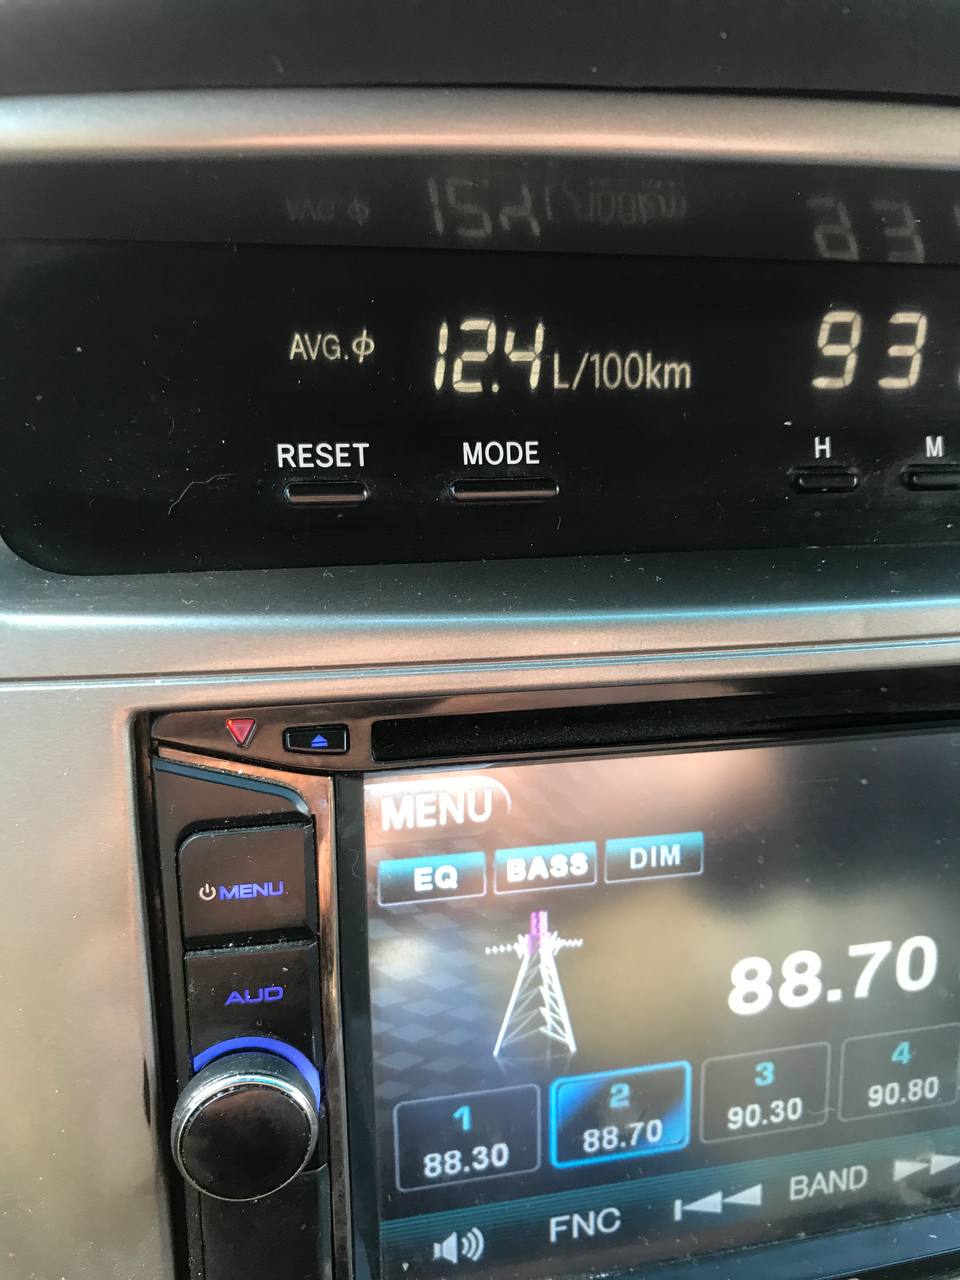 AVG.ϕ 12.4 L/100km 93
RESET MODE H M
MENU
EQ BASS DIM
MENU
88.70
AUD
1 2 3 4
88.30 88.70 90.30 90.80
FNC BAND